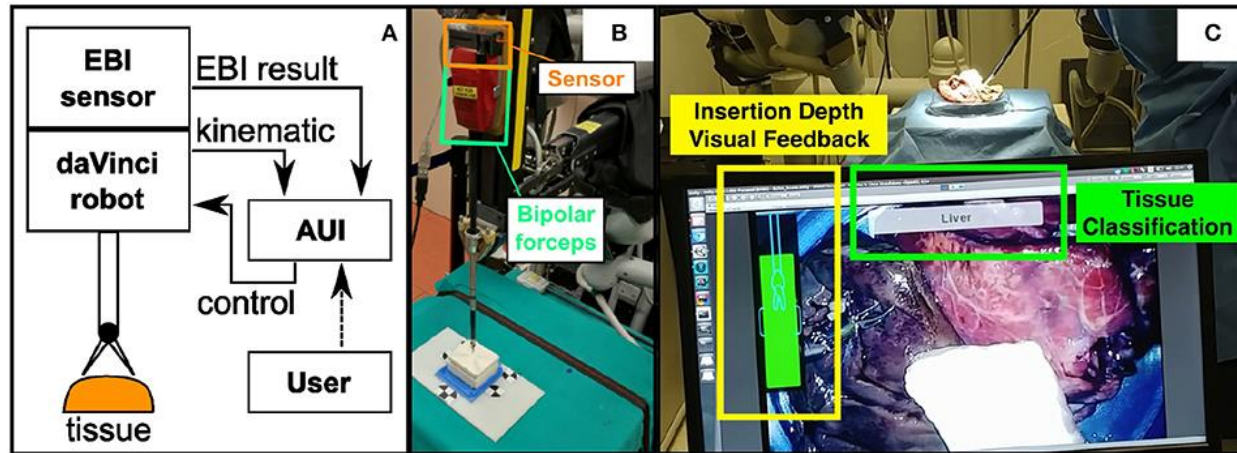 A
EBI
sensor
EBI result
kinematic
daVinci
robot
AUI
control
User
tissue
B
Sensor
Bipolar
forceps
C
Insertion Depth
Visual Feedback
Liver
Tissue
Classification